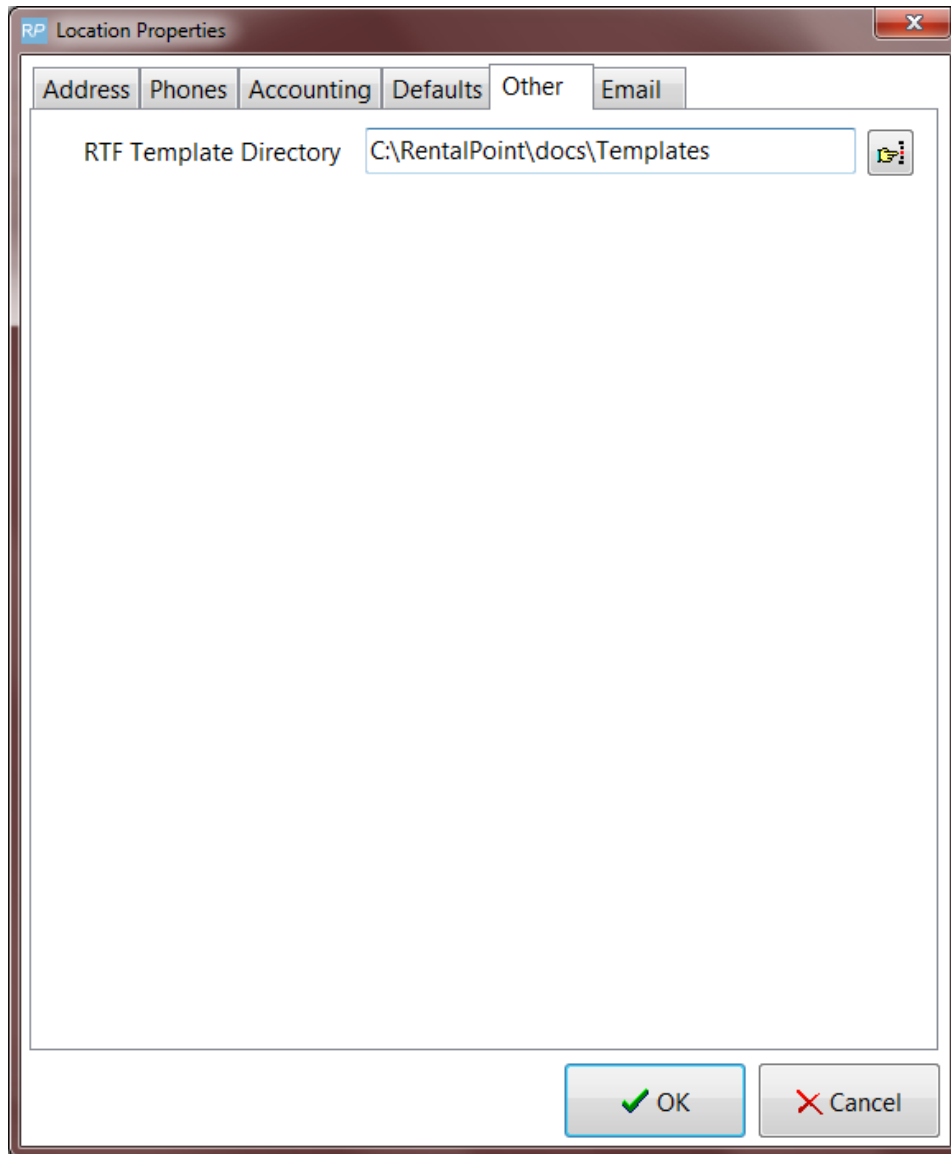 RP Location Properties
Address Phones Accounting Defaults Other Email
RTF Template Directory C:\RentalPoint\docs\Templates
OK Cancel